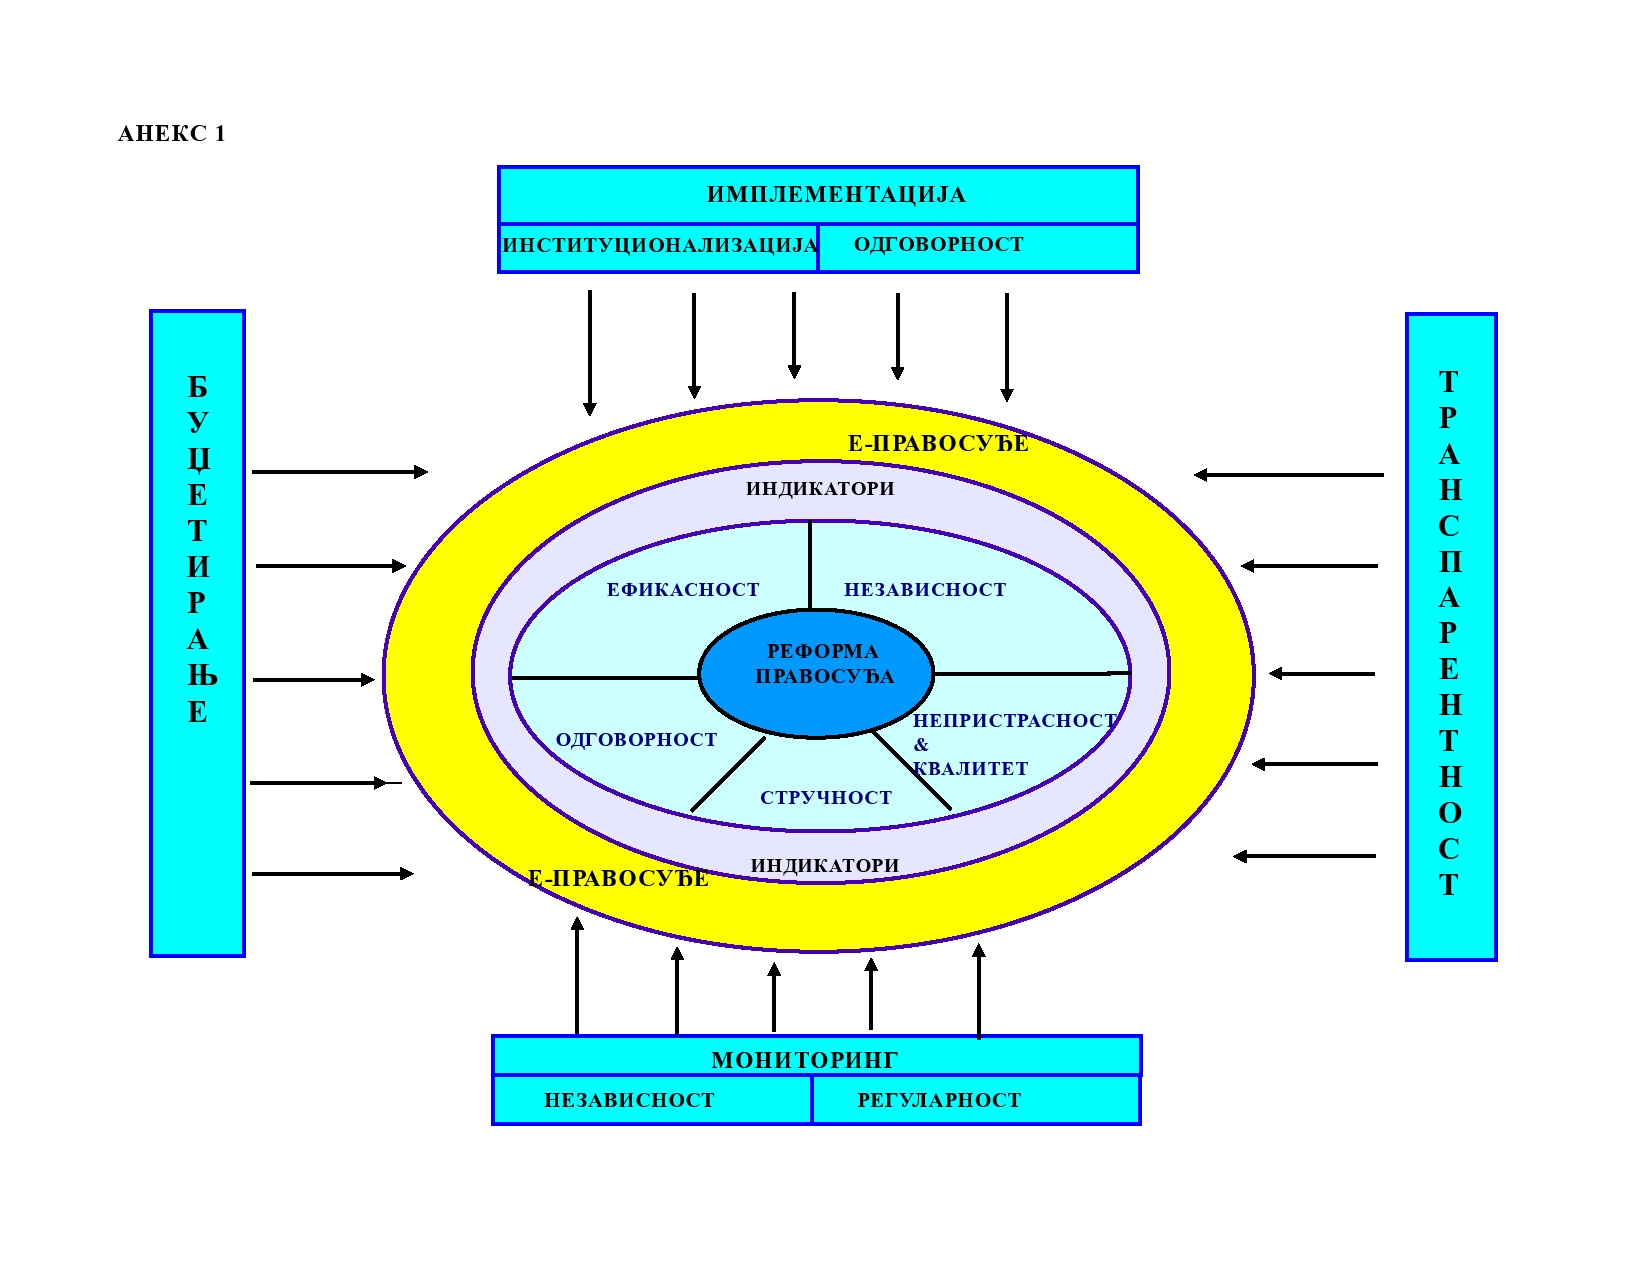 АНЕКС 1
ИМПЛЕМЕНТАЦИЈА
ИНСТИТУЦИОНАЛИЗАЦИЈА
ОДГОВОРНОСТ
БУЏЕТИРАЊЕ
ТРАНСПАРЕНТНОСТ
Е-ПРАВОСУЂЕ
ИНДИКАТОРИ
ЕФИКАСНОСТ
НЕЗАВИСНОСТ
РЕФОРМА
ПРАВОСУЂА
ОДГОВОРНОСТ
НЕПРИСТРАСНОСТ
&
КВАЛИТЕТ
СТРУЧНОСТ
ИНДИКАТОРИ
Е-ПРАВОСУЂЕ
МОНИТОРИНГ
НЕЗАВИСНОСТ
РЕГУЛАРНОСТ